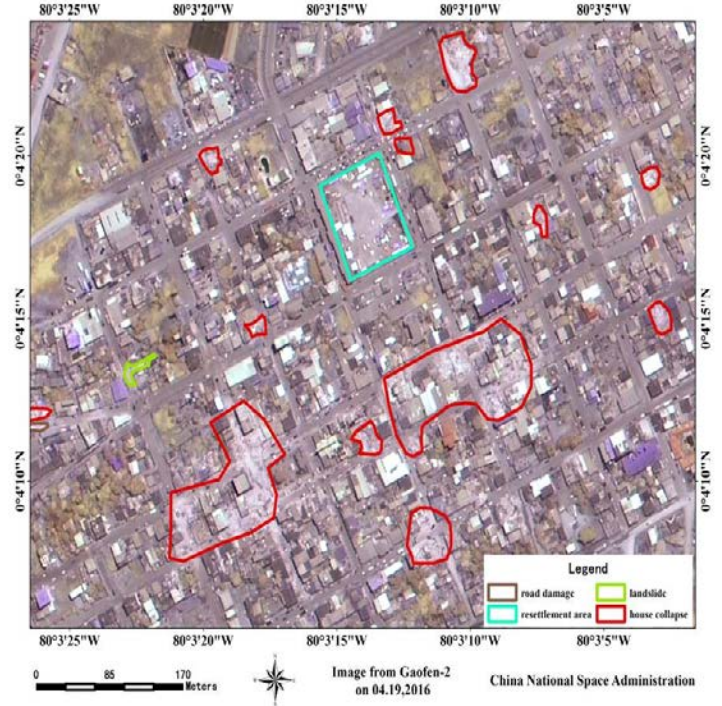 80°3'25"W 80°3'20"W 80°3'15"W 80°3'10"W 80°3'5"W
0°4'20"N 0°4'20"N
0°4'15"N 0°4'15"N
0°4'10"N 0°4'10"N
Legend
road damage landslide
resettlement area house collapse
80°3'25"W 80°3'20"W 80°3'15"W 80°3'10"W 80°3'5"W
0 85 170
Meters
Image from Gaofen-2
on 04.19,2016
China National Space Administration